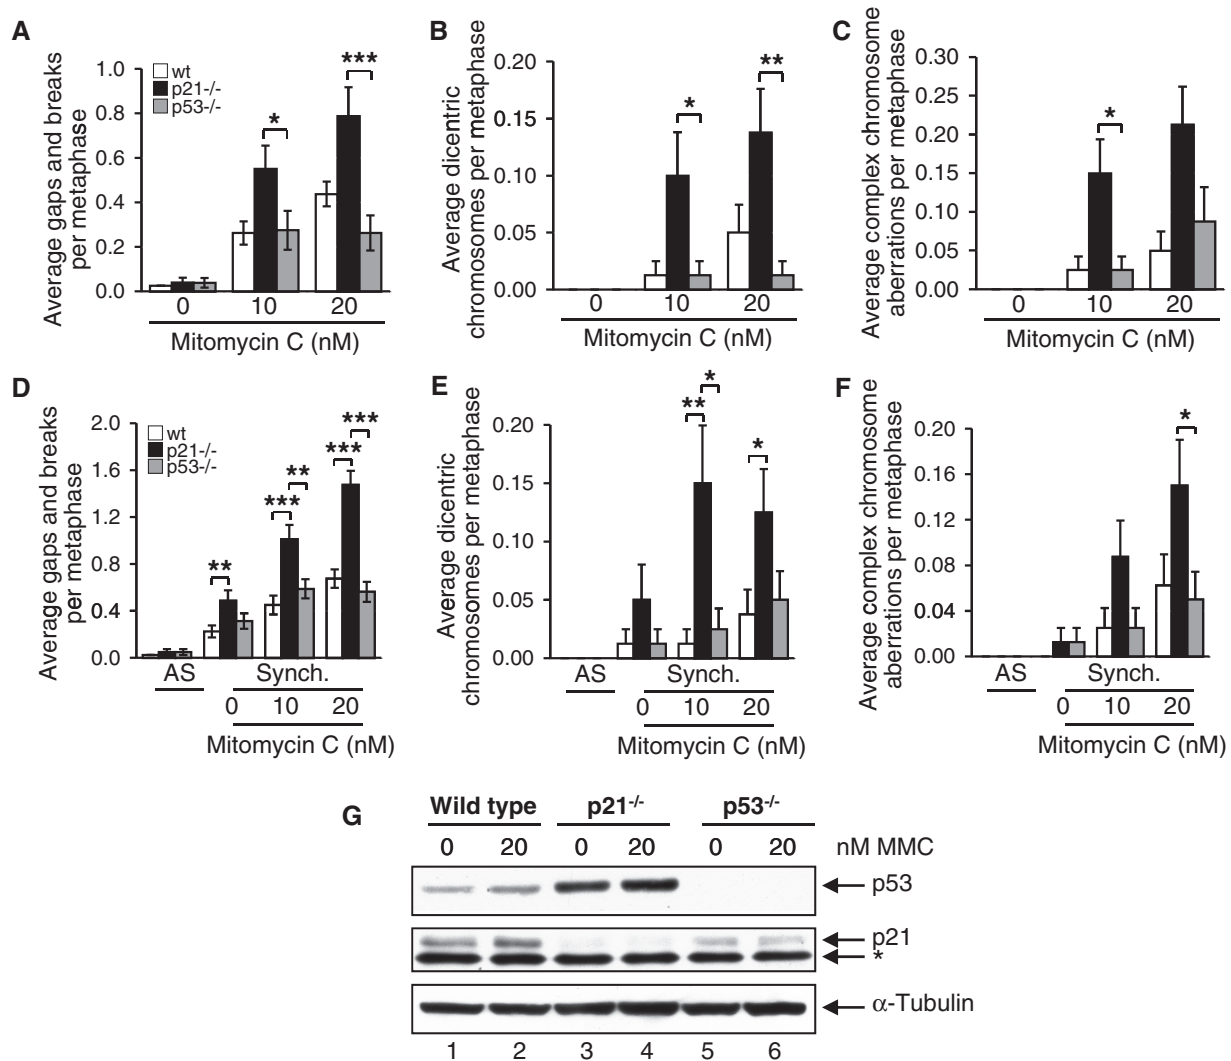 A
Average gaps and breaks
per metaphase
1.0
0.8
0.6
0.4
0.2
0.0
wt
p21-/-
p53-/-
*
***
0 10 20
Mitomycin C (nM)
B
Average dicentric
chromosomes per metaphase
0.20
0.15
0.10
0.05
0.00
*
**
0 10 20
Mitomycin C (nM)
C
Average complex chromosome
aberrations per metaphase
0.30
0.25
0.20
0.15
0.10
0.05
0.00
*
0 10 20
Mitomycin C (nM)
D
Average gaps and breaks
per metaphase
2.0
1.6
1.2
0.8
0.4
0.0
wt
p21-/-
p53-/-
**
***
**
***
***
AS Synch.
0 10 20
Mitomycin C (nM)
E
Average dicentric
chromosomes per metaphase
0.20
0.15
0.10
0.05
0.00
**
*
*
AS Synch.
0 10 20
Mitomycin C (nM)
F
Average complex chromosome
aberrations per metaphase
0.20
0.16
0.12
0.08
0.04
0.00
*
AS Synch.
0 10 20
Mitomycin C (nM)
G
Wild type p21-/- p53-/-
0 20 0 20 0 20 nM MMC
p53
p21
*
α-Tubulin
1 2 3 4 5 6